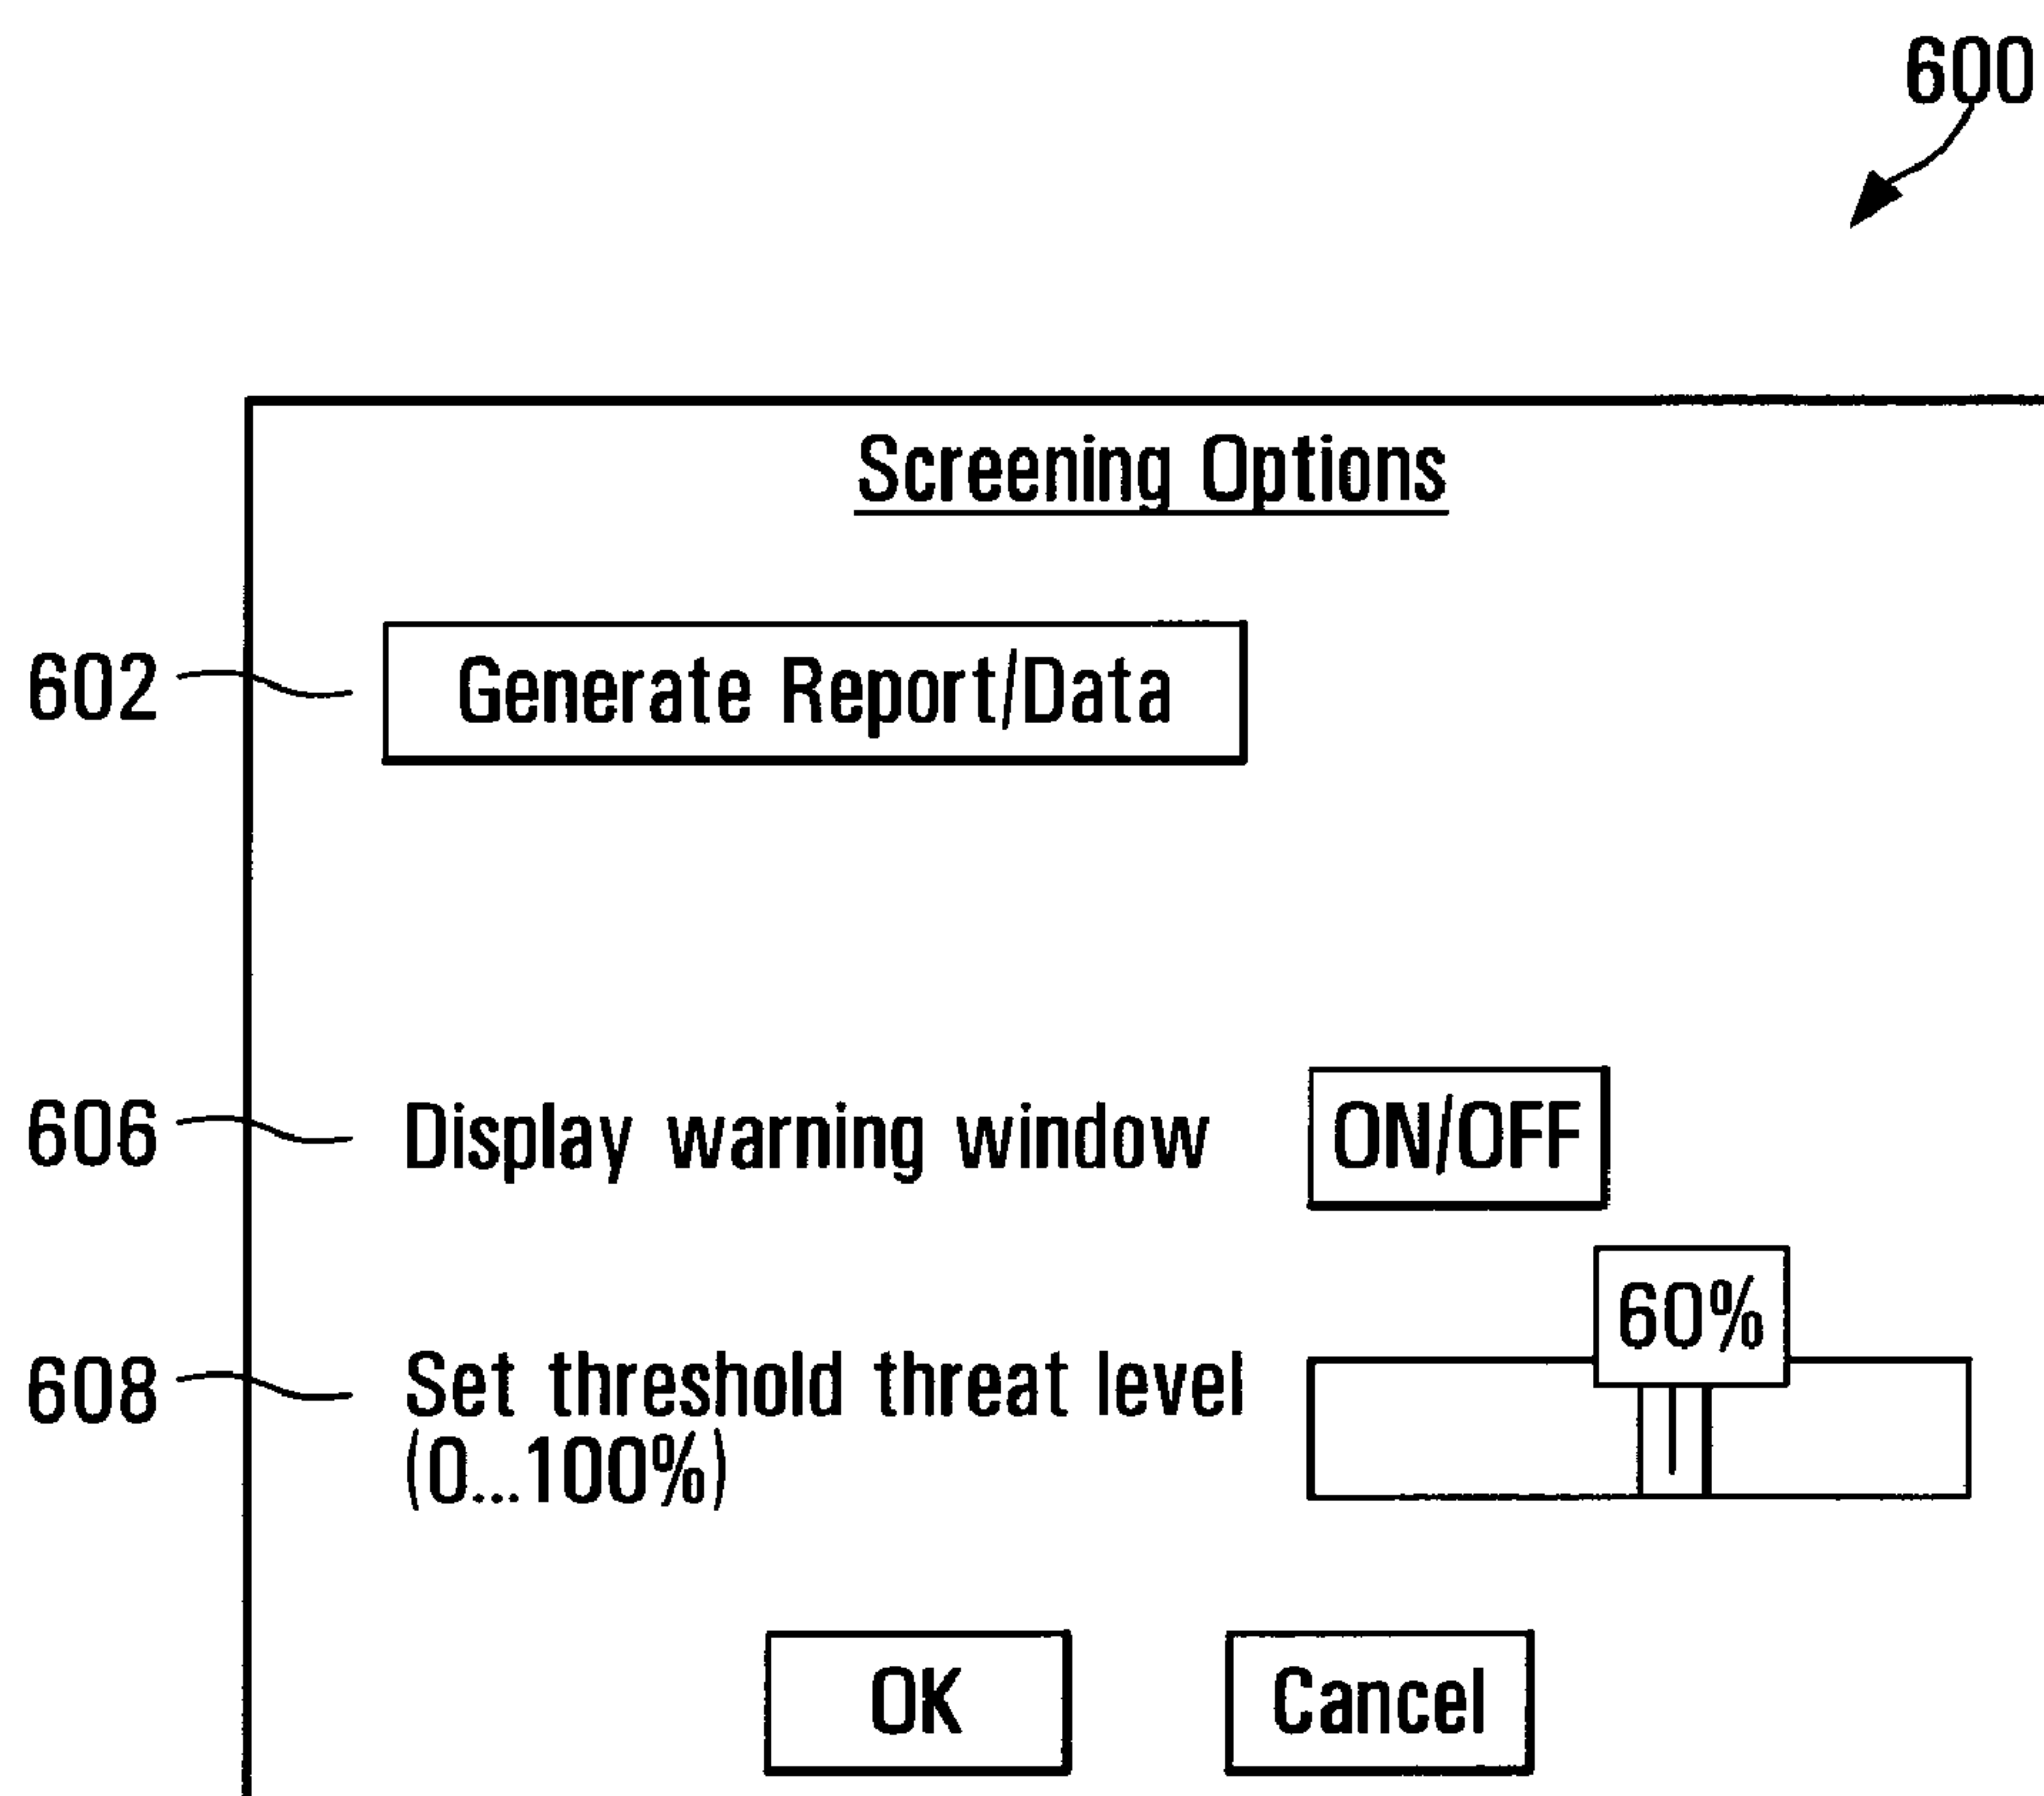 600
Screening Options
602
Generate Report/Data
606
Display warning window
ON/OFF
60%
608
Set threshold threat level
(0...100%)
OK
Cancel